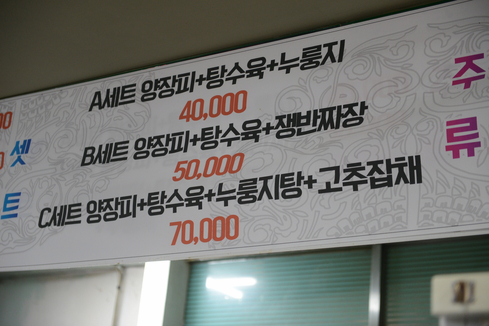 A세트 양장피+탕수육+누룽지
40,000
B세트 양장피+탕수육+쟁반짜장
50,000
C세트 양장피+탕수육+누룽지탕+고추잡채
70,000
셋
트
주
류